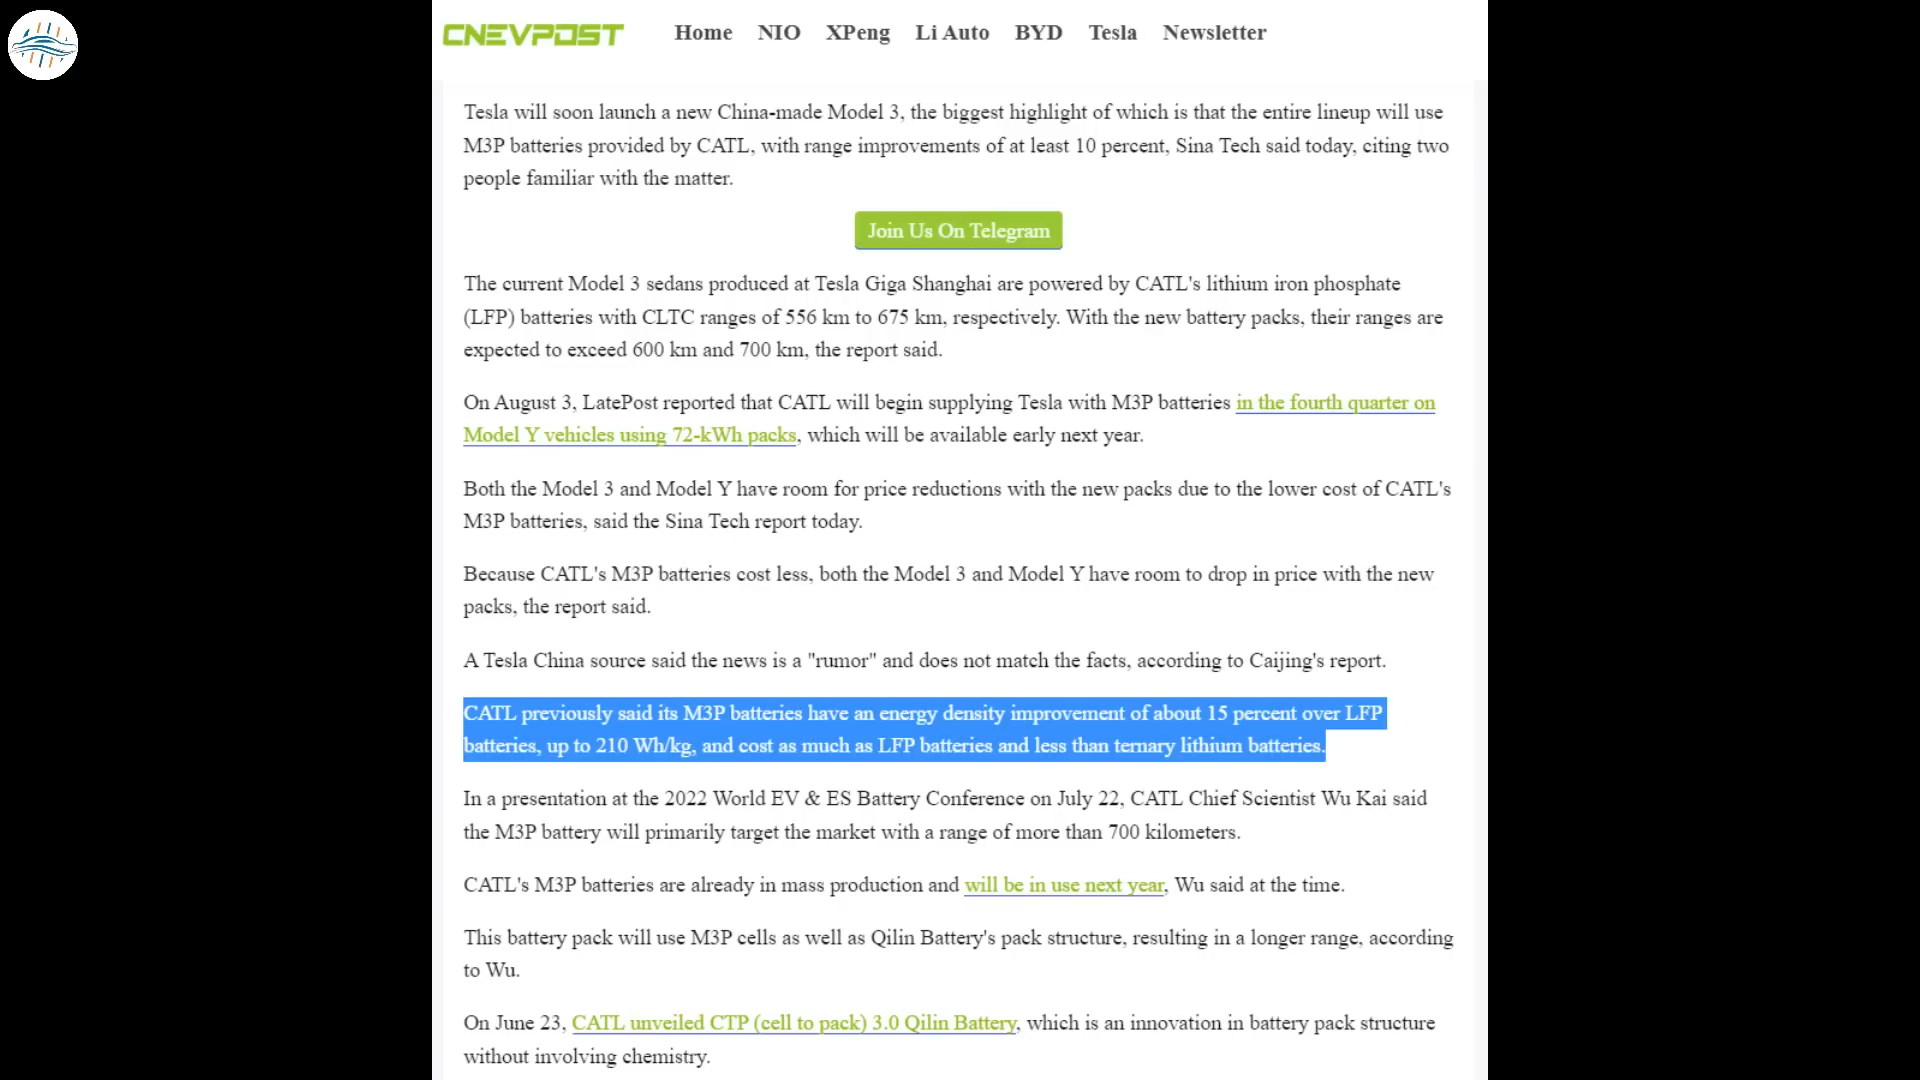 CNEVPOST Home NIO XPeng Li Auto BYD Tesla Newsletter
Tesla will soon launch a new China-made Model 3, the biggest highlight of which is that the entire lineup will use
M3P batteries provided by CATL, with range improvements of at least 10 percent, Sina Tech said today, citing two
people familiar with the matter.
Join Us On Telegram
The current Model 3 sedans produced at Tesla Giga Shanghai are powered by CATL's lithium iron phosphate
(LFP) batteries with CLTC ranges of 556 km to 675 km, respectively. With the new battery packs, their ranges are
expected to exceed 600 km and 700 km, the report said.
On August 3, LatePost reported that CATL will begin supplying Tesla with M3P batteries in the fourth quarter on
Model Y vehicles using 72-kWh packs, which will be available early next year.
Both the Model 3 and Model Y have room for price reductions with the new packs due to the lower cost of CATL's
M3P batteries, said the Sina Tech report today.
Because CATL's M3P batteries cost less, both the Model 3 and Model Y have room to drop in price with the new
packs, the report said.
A Tesla China source said the news is a "rumor" and does not match the facts, according to Caijing's report.
CATL previously said its M3P batteries have an energy density improvement of about 15 percent over LFP
batteries, up to 210 Wh/kg, and cost as much as LFP batteries and less than ternary lithium batteries.
In a presentation at the 2022 World EV & ES Battery Conference on July 22, CATL Chief Scientist Wu Kai said
the M3P battery will primarily target the market with a range of more than 700 kilometers.
CATL's M3P batteries are already in mass production and will be in use next year, Wu said at the time.
This battery pack will use M3P cells as well as Qilin Battery's pack structure, resulting in a longer range, according
to Wu.
On June 23, CATL unveiled CTP (cell to pack) 3.0 Qilin Battery, which is an innovation in battery pack structure
without involving chemistry.